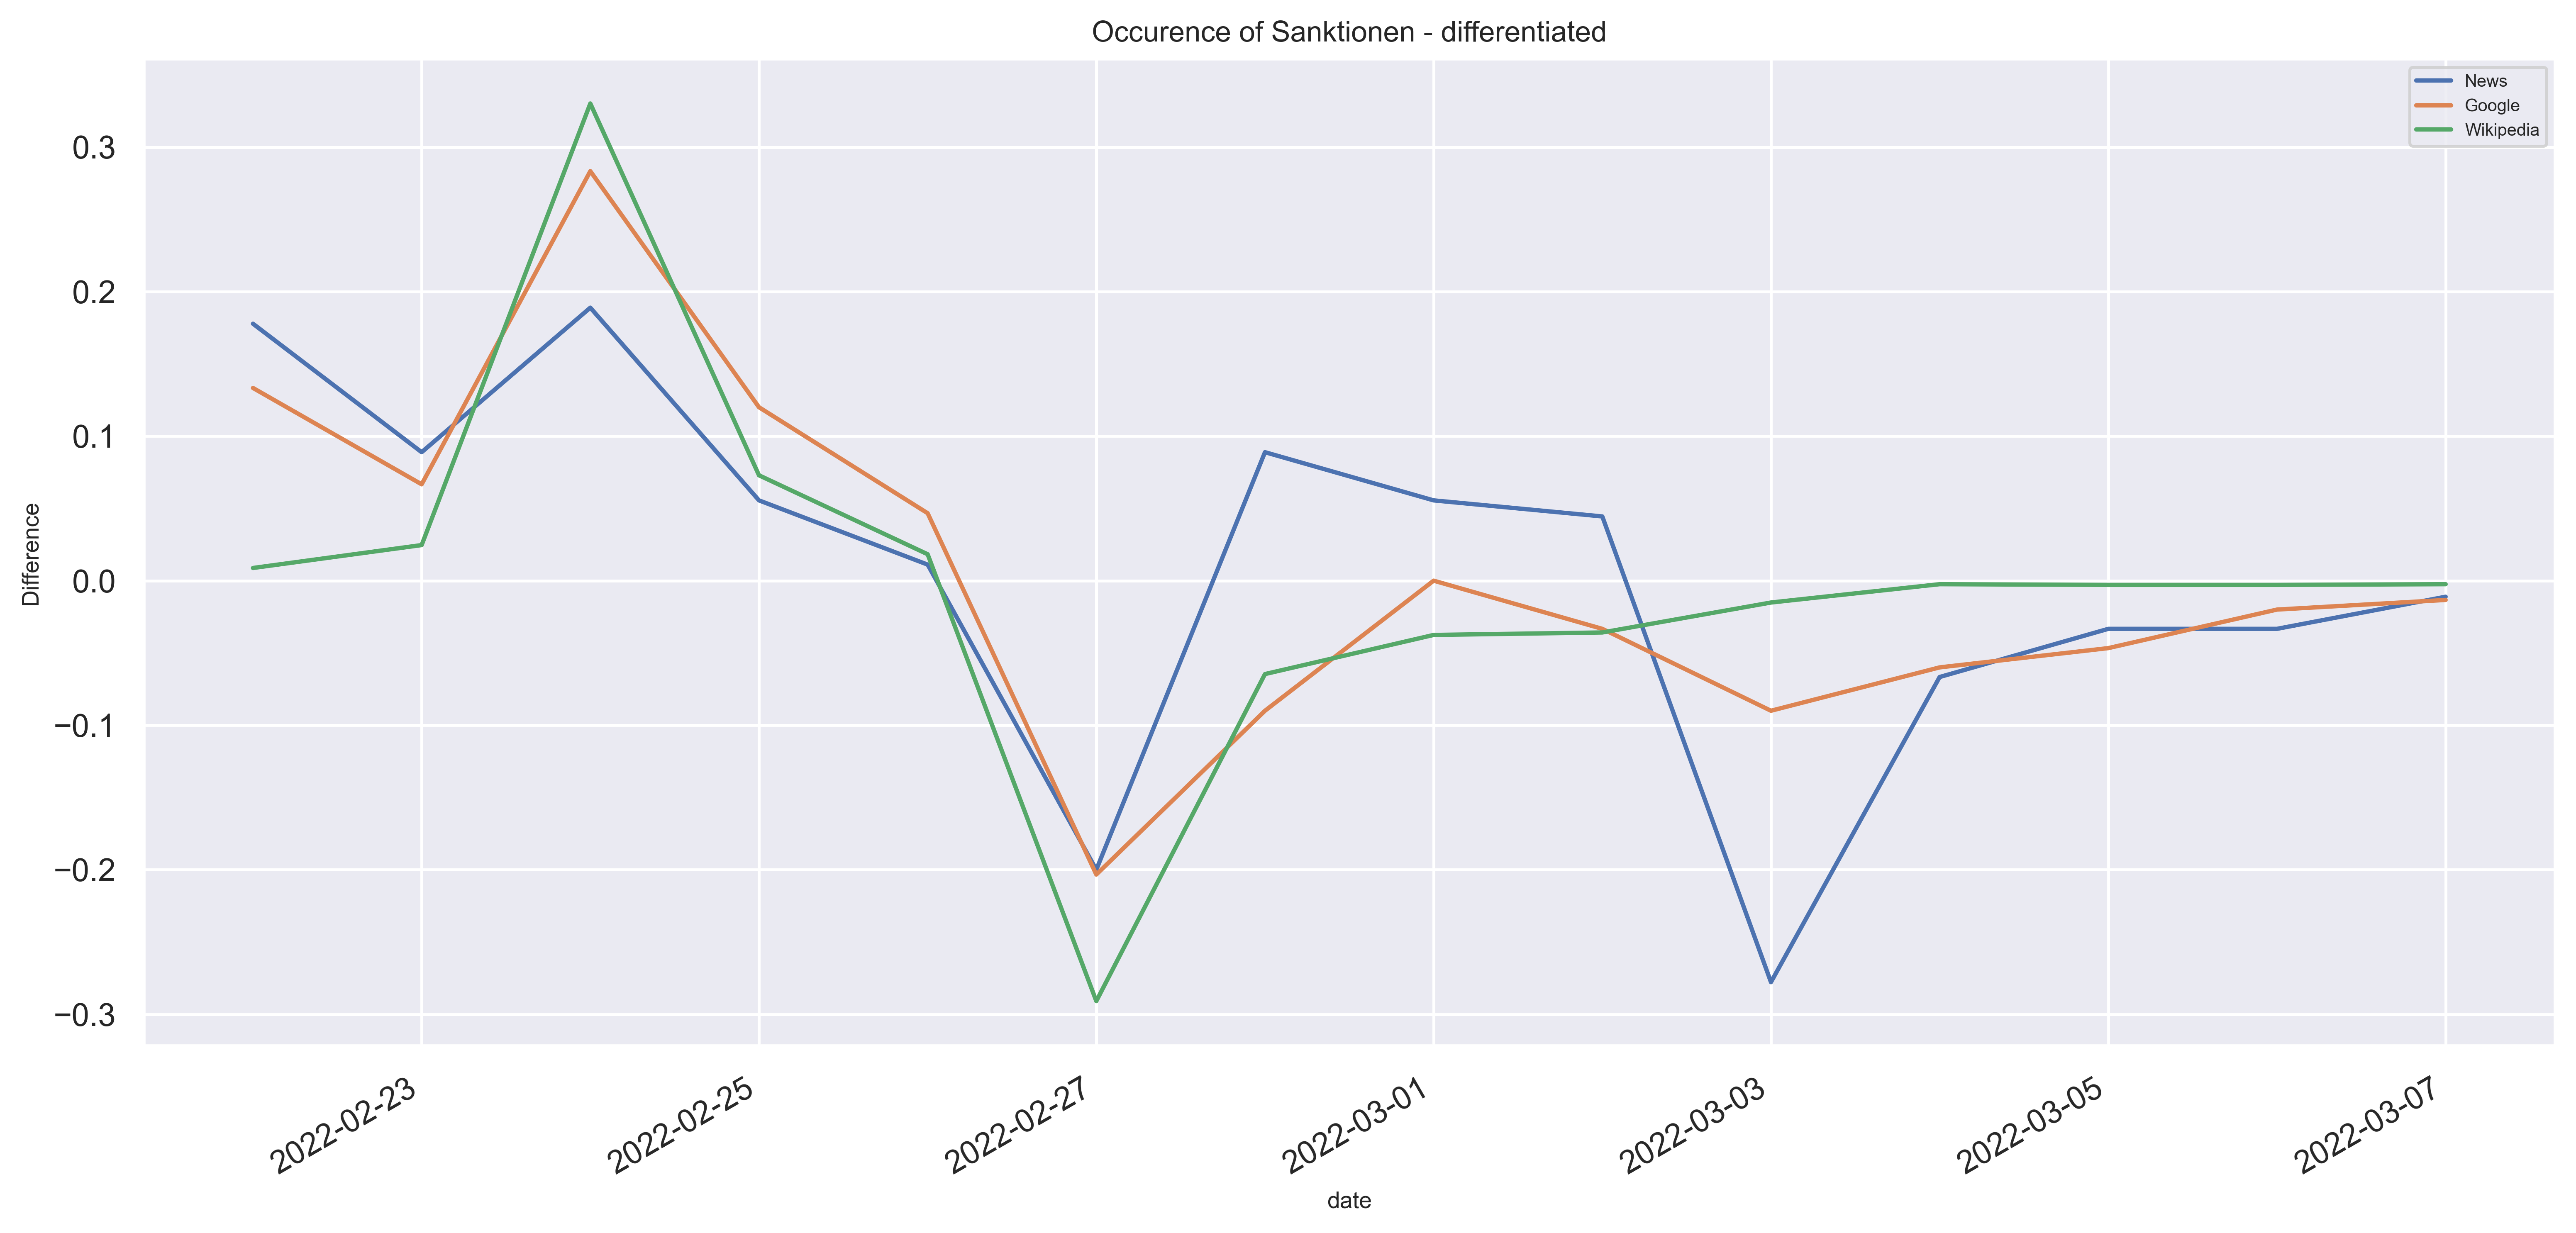 Occurence of Sanktionen - differentiated
News
Google
Wikipedia
0.3
0.2
0.1
0.0
−0.1
−0.2
−0.3
Difference
2022-02-23
2022-02-25
2022-02-27
2022-03-01
2022-03-03
2022-03-05
2022-03-07
date